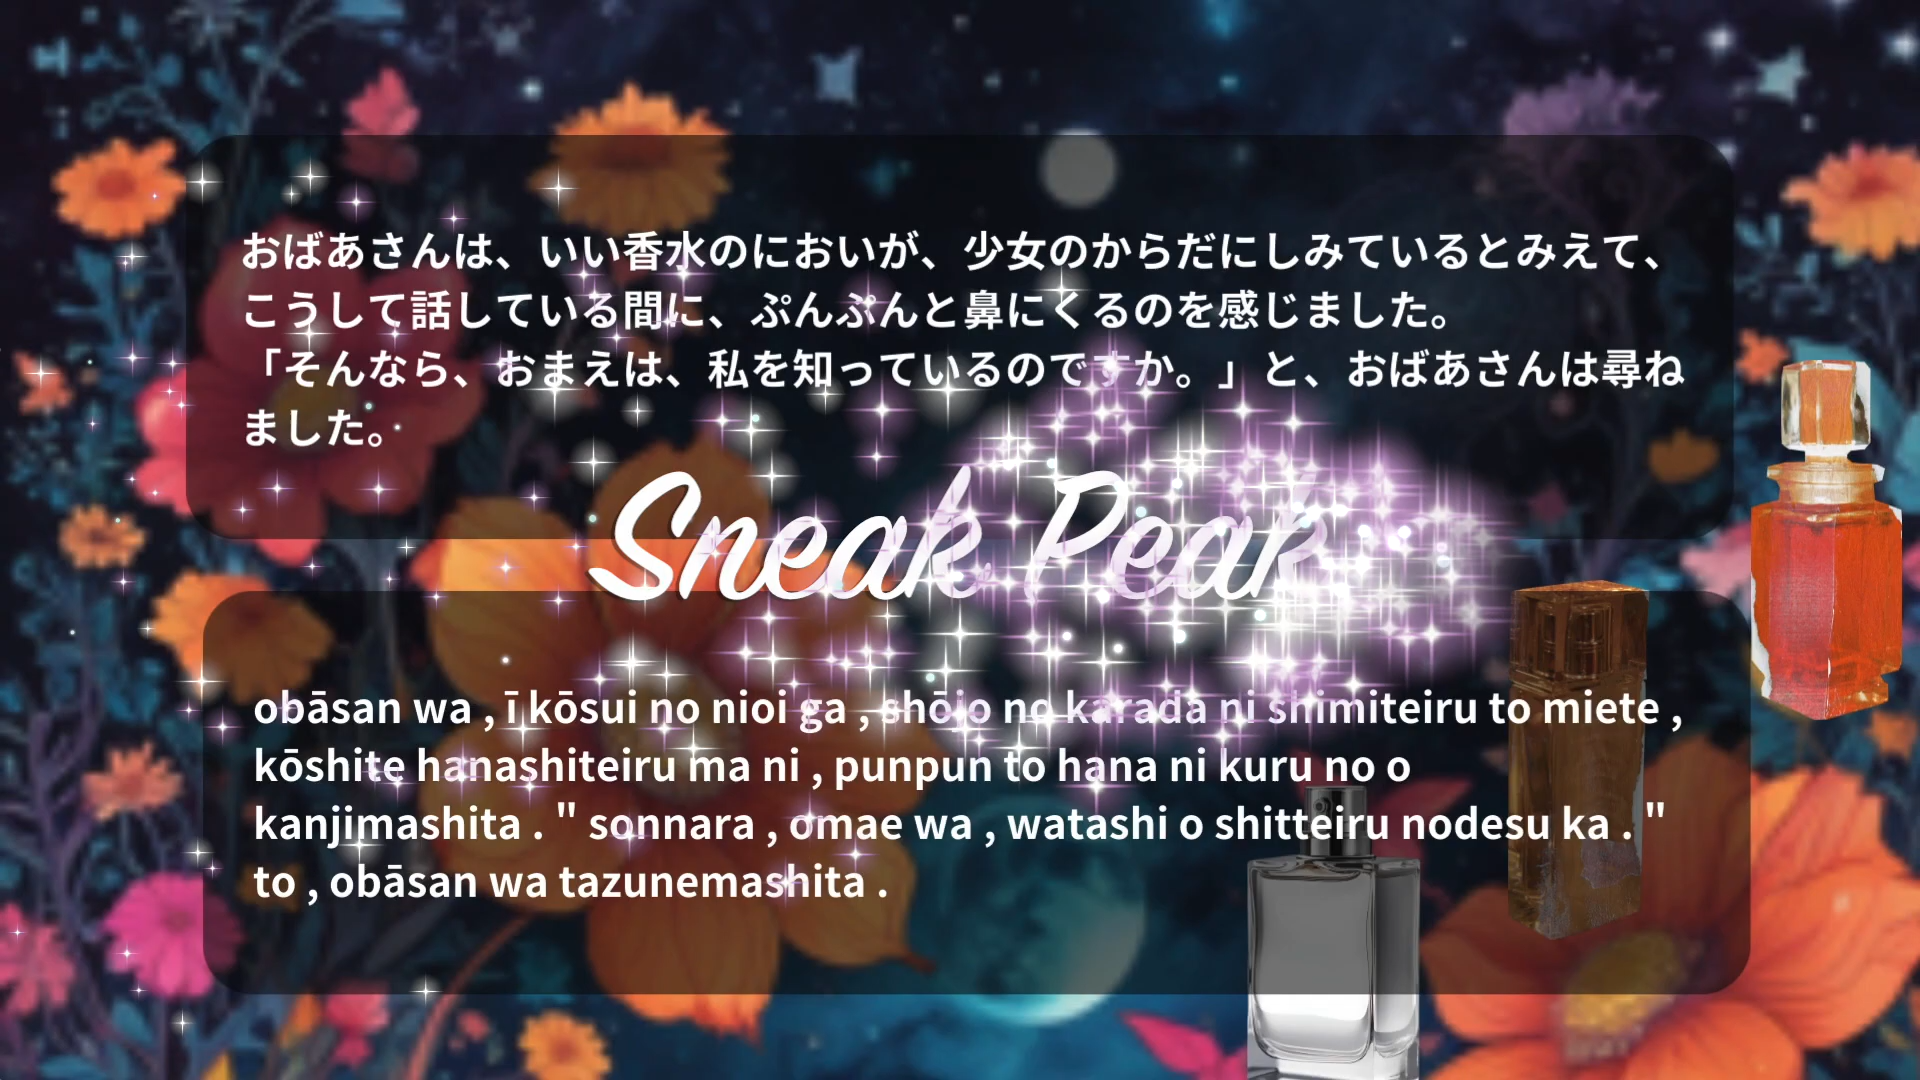 おばあさんは、いい香水のにおいが、少女のからだにしみているとみえて、
こうして話している間に、ぷんぷんと鼻にくるのを感じました。
「そんなら、おまえは、私を知っているのですか。」と、おばあさんは尋ね
ました。
Sneak Peak
obāsan wa , ī kōsui no nioi ga , shōjo no karada ni shimiteiru to miete ,
kōshite hanashiteiru ma ni , punpun to hana ni kuru no o
kanjimashita . " sonnara , omae wa , watashi o shitteiru nodesu ka . "
to , obāsan wa tazunemashita .